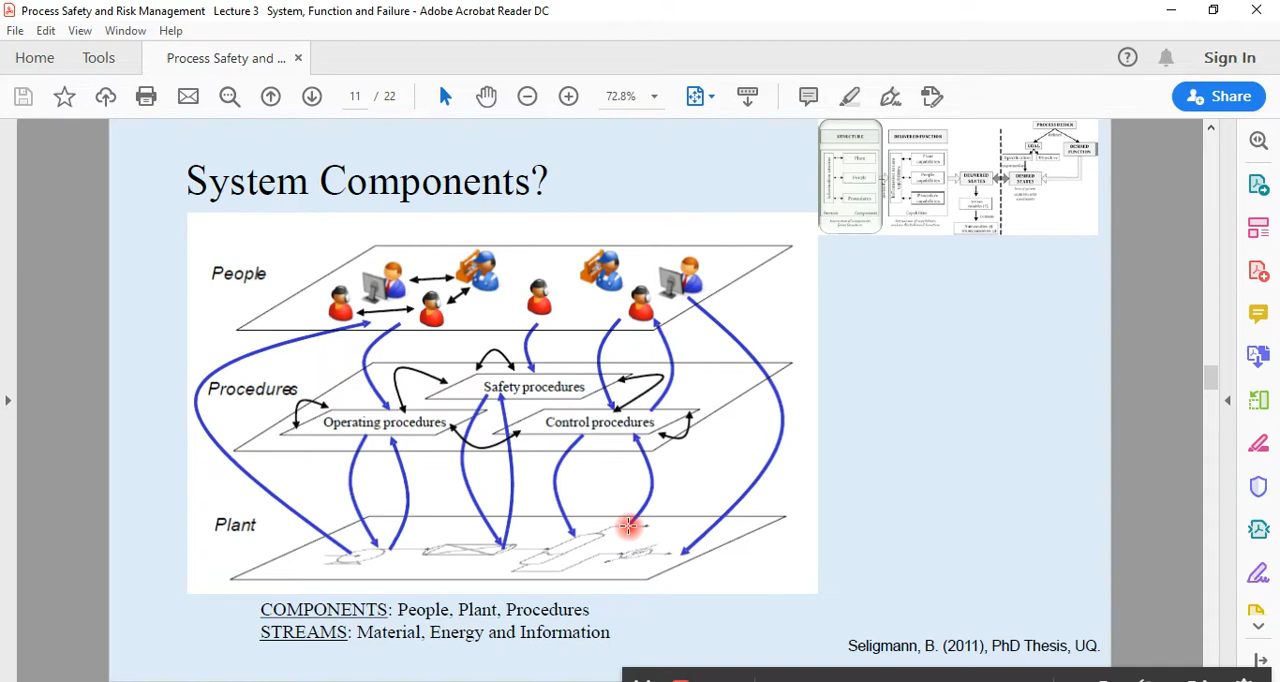 Process Safety and Risk Management   Lecture 3   System, Function and Failure - Adobe Acrobat Reader DC
File Edit View Window Help
Home Tools Process Safety and ... × Sign In
11 / 22 72.8% Share
System Components?
STRUCTURE
DELIVERED FUNCTION
People
Procedures
Safety procedures
Operating procedures
Control procedures
Plant
COMPONENTS: People, Plant, Procedures
STREAMS: Material, Energy and Information
Seligmann, B. (2011), PhD Thesis, UQ.